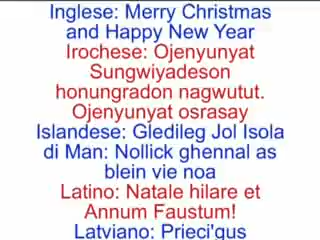 Inglese: Merry Christmas
and Happy New Year
Irochese: Ojenyunyat
Sungwiyadeson
honungradon nagwutut.
Ojenyunyat osrasay
Islandese: Gledileg Jol Isola
di Man: Nollick ghennal as
blein vie noa
Latino: Natale hilare et
Annum Faustum!
Latviano: Prieci'gus